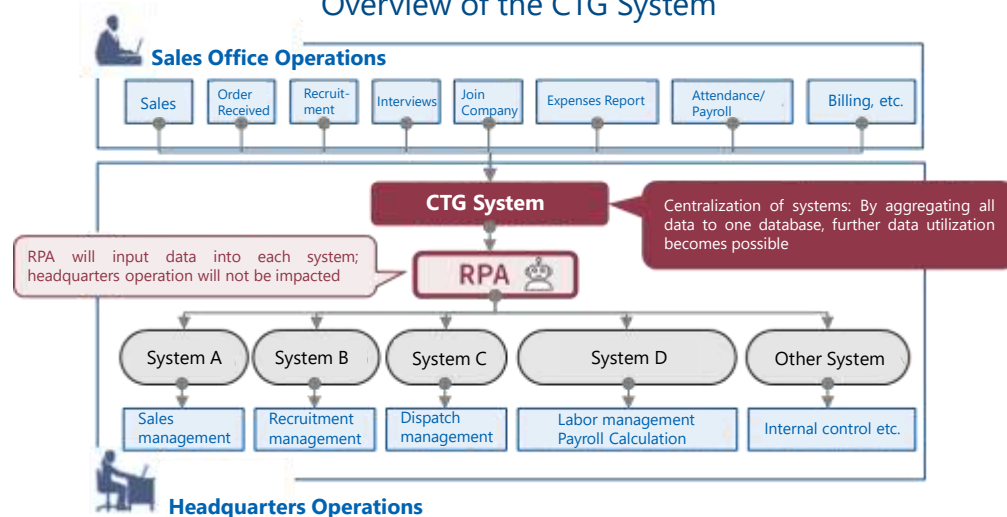 Overview of the CTG System
Sales Office Operations
Sales
Order
Received
Recruit-
ment
Interviews
Join
Company
Expenses Report
Attendance/
Payroll
Billing, etc.
CTG System
Centralization of systems: By aggregating all
data to one database, further data utilization
becomes possible
RPA will input data into each system;
headquarters operation will not be impacted
RPA
System A
System B
System C
System D
Other System
Sales
management
Recruitment
management
Dispatch
management
Labor management
Payroll Calculation
Internal control etc.
Headquarters Operations